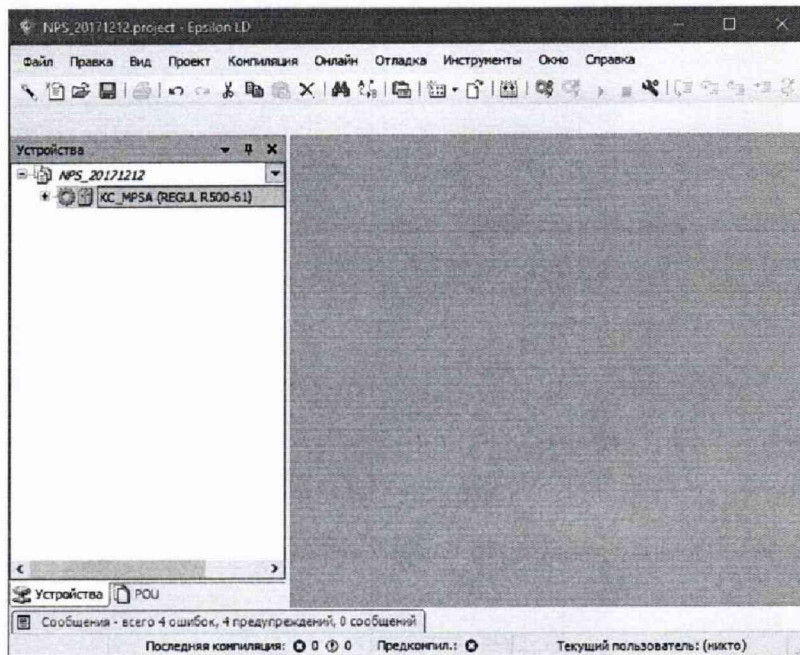 NPS_20171212.project - Epsilon LD
Файл Правка Вид Проект Компиляция Онлайн Отладка Инструменты Окно Справка
Устройства
NPS_20171212
KC_MPSA (REGUL R500-61)
Устройства POU
Сообщения - всего 4 ошибок, 4 предупреждений, 0 сообщений
Последняя компиляция: 0 0 Предкомпил.: Текущий пользователь: (никто)